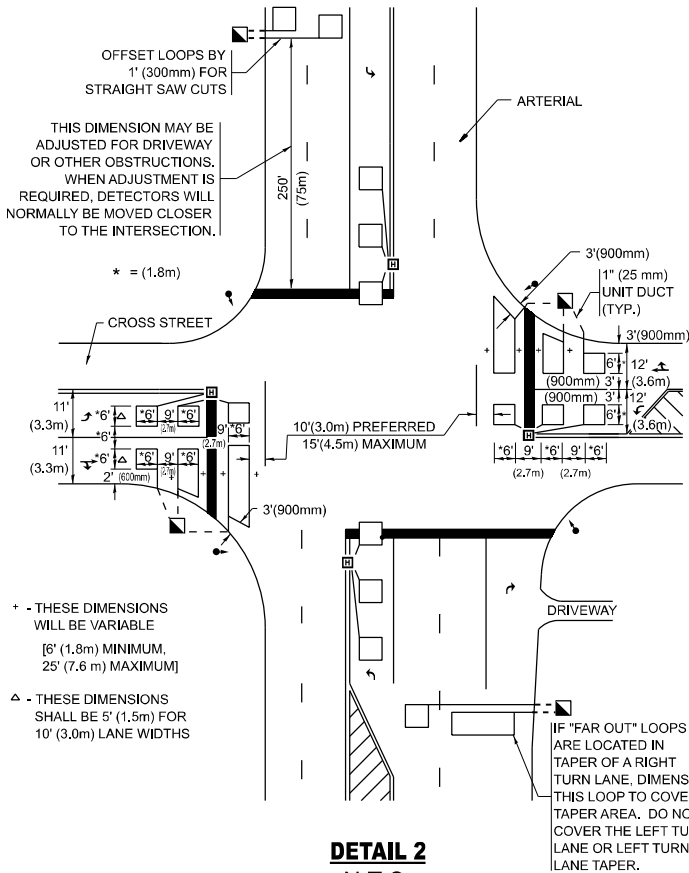 OFFSET LOOPS BY
1' (300mm) FOR
STRAIGHT SAW CUTS
THIS DIMENSION MAY BE
ADJUSTED FOR DRIVEWAY
OR OTHER OBSTRUCTIONS.
WHEN ADJUSTMENT IS
REQUIRED, DETECTORS WILL
NORMALLY BE MOVED CLOSER
TO THE INTERSECTION.
250'
(75m)
ARTERIAL
* = (1.8m)
H
3'(900mm)
1" (25 mm)
UNIT DUCT
(TYP.)
CROSS STREET
3'(900mm)
+ + + +
6' * 12'
(3.6m)
(900mm) 3'
(900mm) 3'
6' * 12'
(3.6m)
H
*6' 9' *6' 9' *6'
(2.7m) (2.7m)
10'(3.0m) PREFERRED
15'(4.5m) MAXIMUM
H
11'
(3.3m)
*6' △ *6' 9' *6' 9' *6'
(2.7m) (2.7m)
*6'
11'
(3.3m)
*6' △ *6' 9' *6'
(2.7m)
2' (600mm)
+ + + +
3'(900mm)
H
DRIVEWAY
+ - THESE DIMENSIONS
WILL BE VARIABLE
[6' (1.8m) MINIMUM,
25' (7.6 m) MAXIMUM]
△ - THESE DIMENSIONS
SHALL BE 5' (1.5m) FOR
10' (3.0m) LANE WIDTHS
IF "FAR OUT" LOOPS
ARE LOCATED IN
TAPER OF A RIGHT
TURN LANE, DIMENS
THIS LOOP TO COVE
TAPER AREA. DO NO
COVER THE LEFT TU
LANE OR LEFT TURN
LANE TAPER.
DETAIL 2